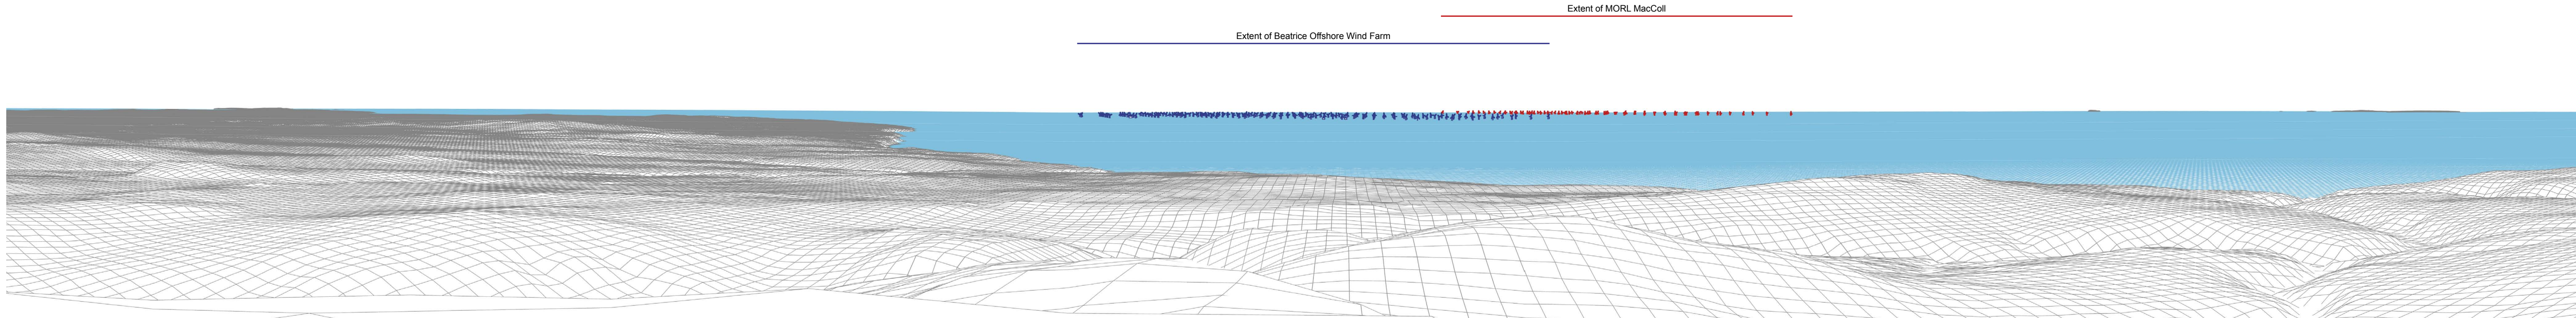 Extent of MORL MacColl
Extent of Beatrice Offshore Wind Farm